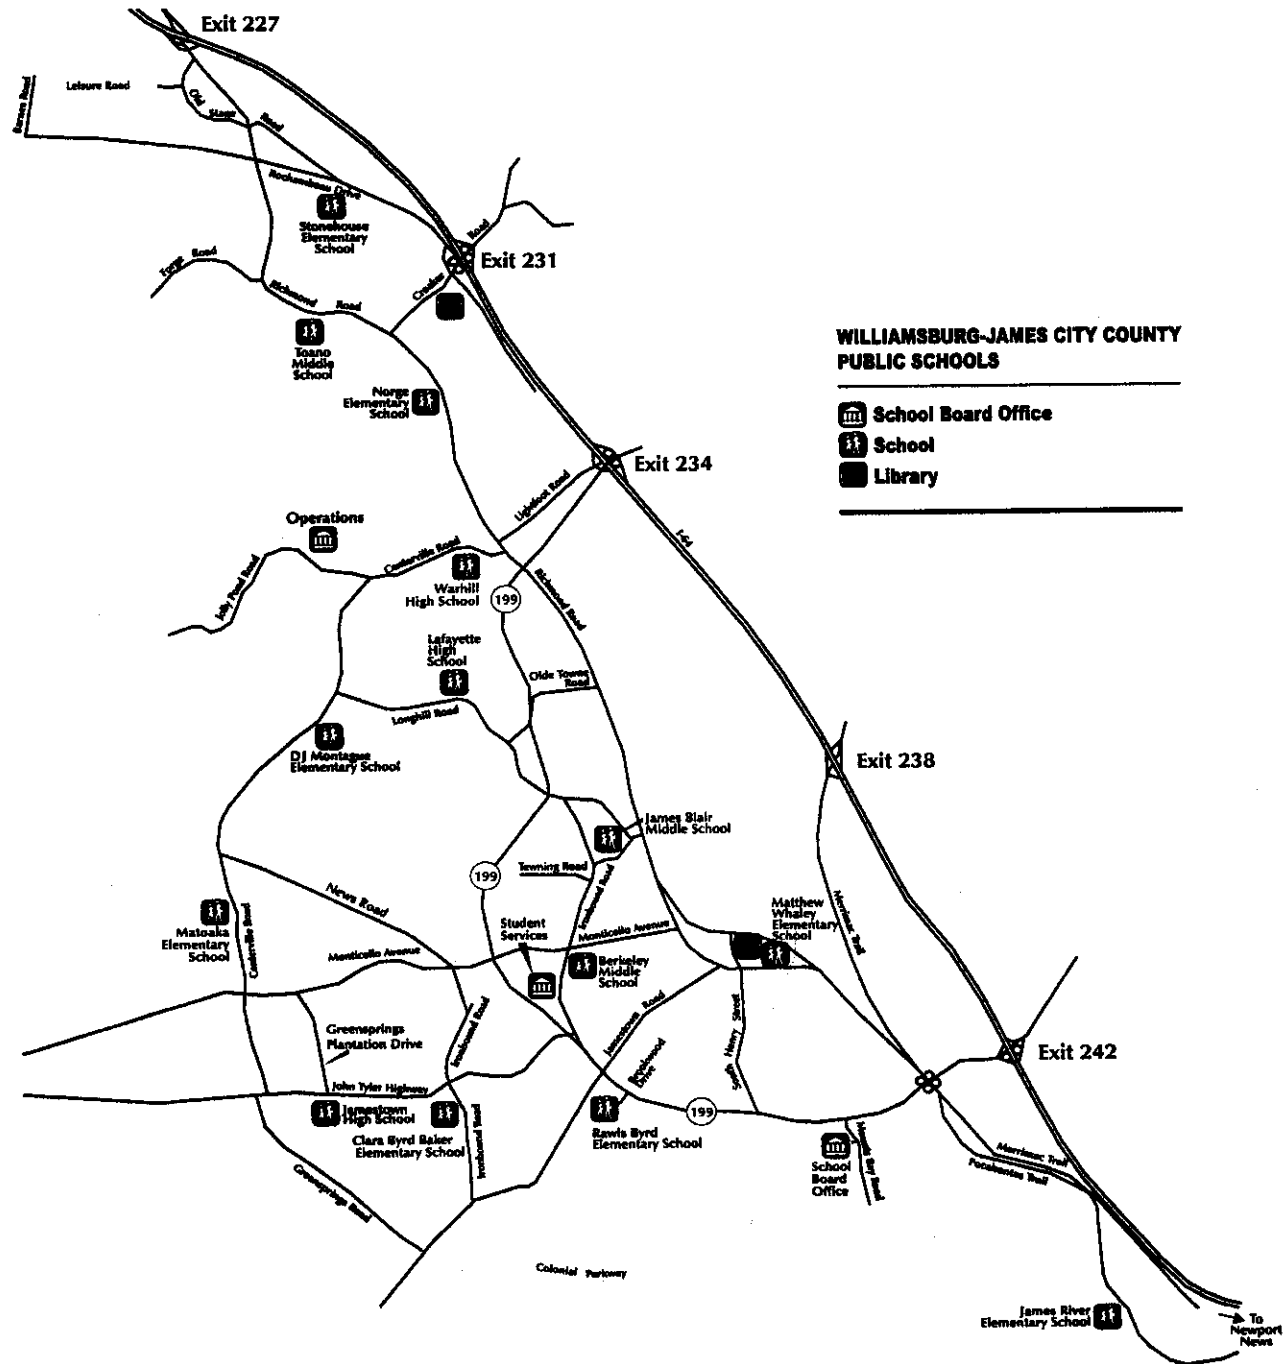 Exit 227
Leisure Road
Barnes Road
Old Stage Road
Rochambeau Drive
Stonehouse
Elementary
School
Croaker Road
Exit 231
Forge Road
Richmond Road
Toano
Middle
School
WILLIAMSBURG-JAMES CITY COUNTY
PUBLIC SCHOOLS
School Board Office
School
Library
Norge
Elementary
School
Exit 234
Lightfoot Road
I-64
Operations
Centerville Road
Jolly Pond Road
Warhill
High School
199
Richmond Road
Lafayette
High
School
Olde Towne
Road
Longhill Road
DJ Montague
Elementary School
Exit 238
James Blair
Middle School
Tewning Road
199
Ironbound Road
News Road
Merrimac Trail
Matthew
Whaley
Elementary
School
Student
Services
Monticello Avenue
Matoaka
Elementary
School
Centerville Road
Monticello Avenue
Berkeley
Middle
School
Jamestown Road
South Henry Street
Ironbound Road
Greensprings
Plantation Drive
Brookwood
Drive
Exit 242
John Tyler Highway
Jamestown
High School
Clara Byrd Baker
Elementary School
Ironbound Road
Rawls Byrd
Elementary School
199
School
Board
Office
Mounts Bay Road
Merrimac Trail
Pocahontas Trail
Greensprings Road
Colonial Parkway
James River
Elementary School
To
Newport
News